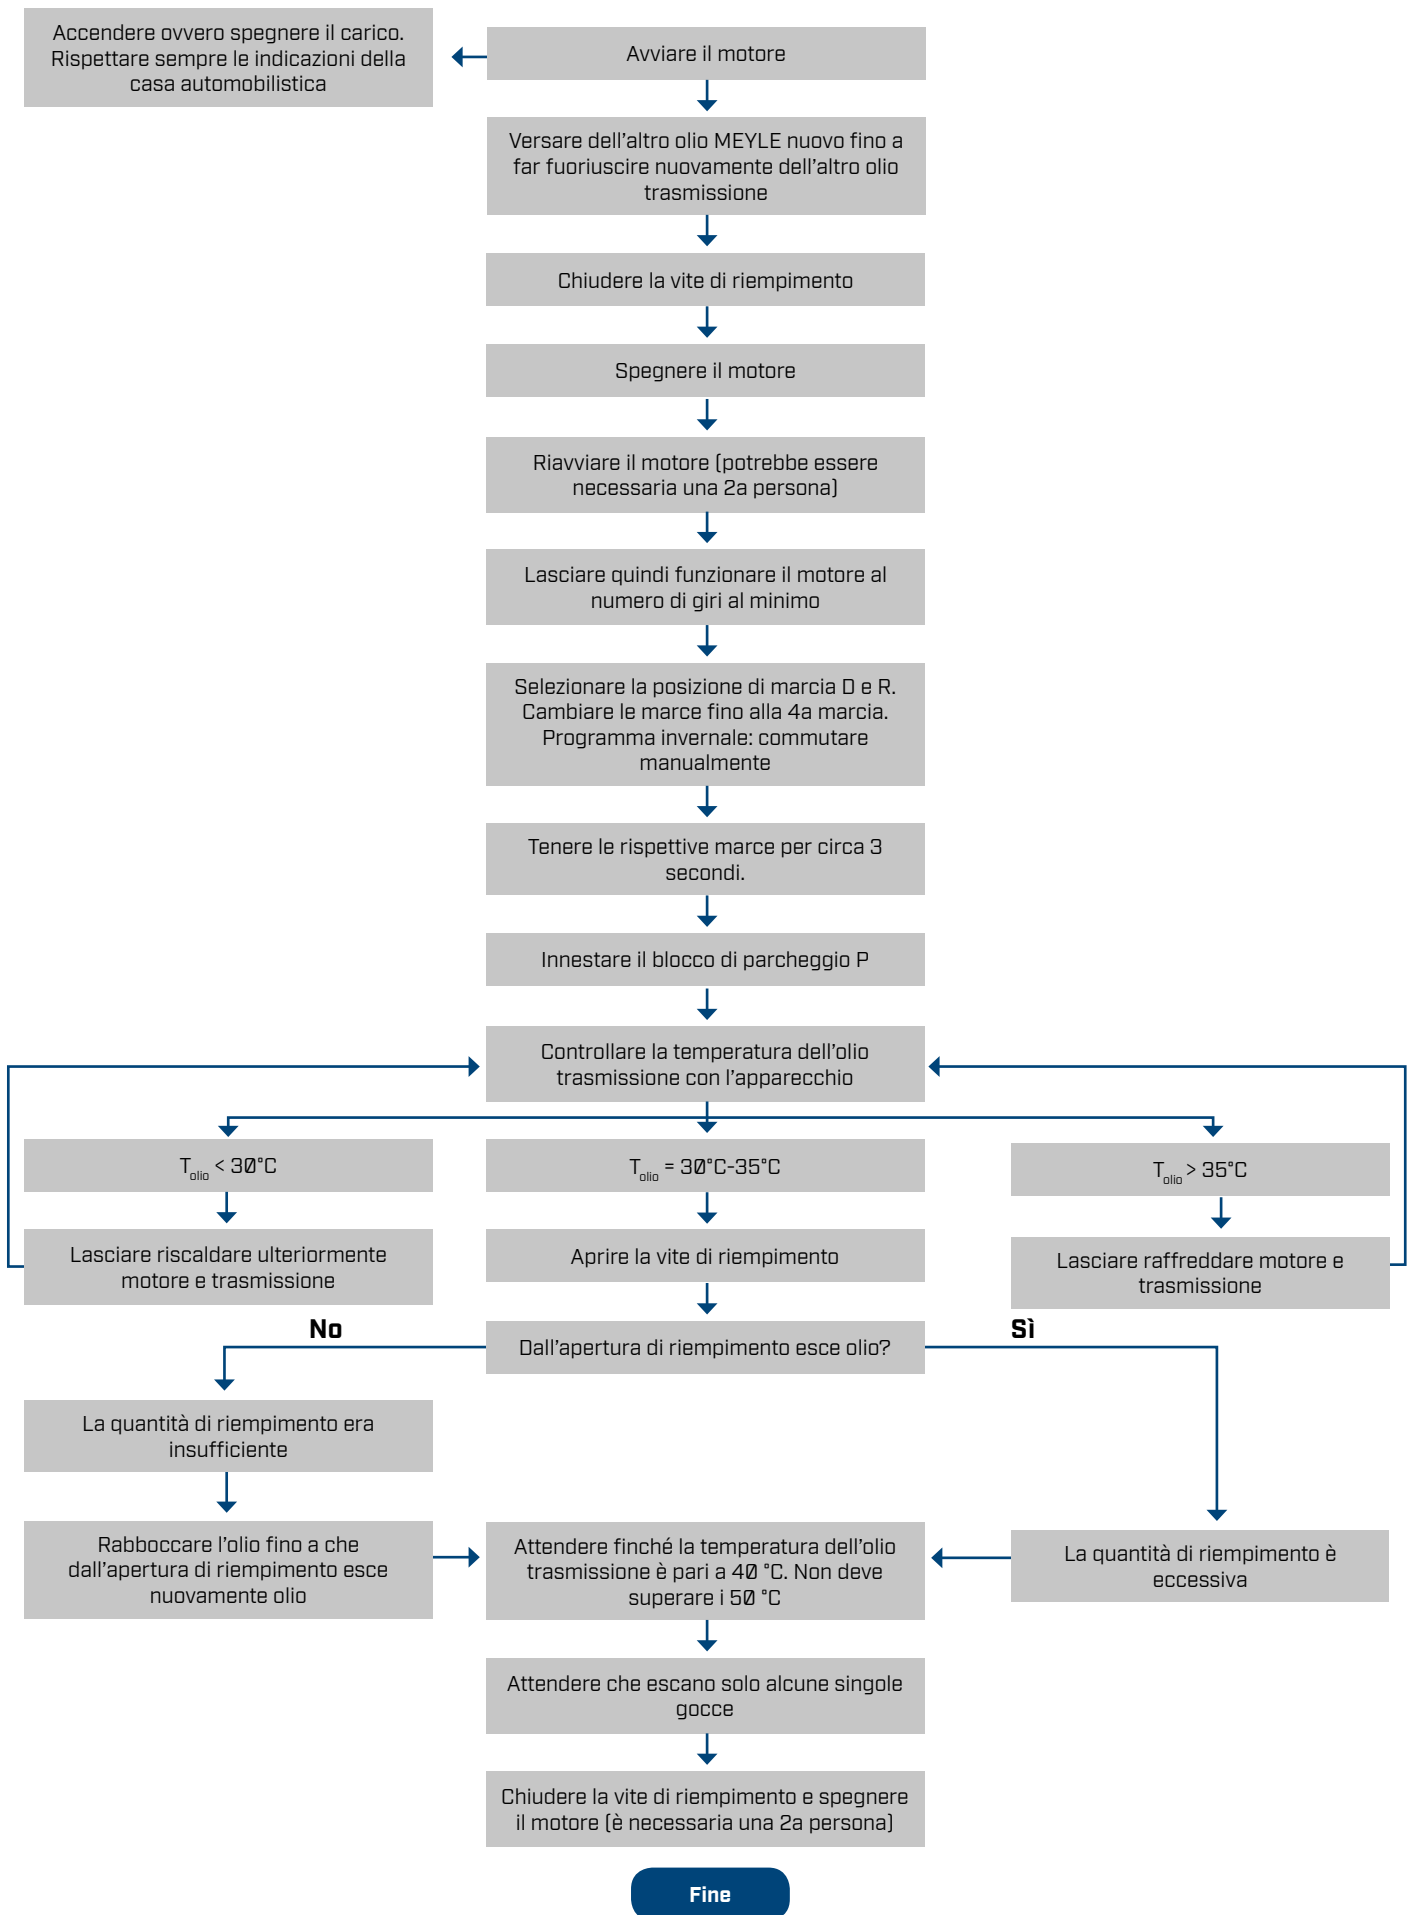 Accendere ovvero spegnere il carico.
Rispettare sempre le indicazioni della
casa automobilistica
Avviare il motore
Versare dell'altro olio MEYLE nuovo fino a
far fuoriuscire nuovamente dell'altro olio
trasmissione
Chiudere la vite di riempimento
Spegnere il motore
Riavviare il motore (potrebbe essere
necessaria una 2a persona)
Lasciare quindi funzionare il motore al
numero di giri al minimo
Selezionare la posizione di marcia D e R.
Cambiare le marce fino alla 4a marcia.
Programma invernale: commutare
manualmente
Tenere le rispettive marce per circa 3
secondi.
Innestare il blocco di parcheggio P
Controllare la temperatura dell'olio
trasmissione con l'apparecchio
Tolio < 30°C
Tolio = 30°C-35°C
Tolio > 35°C
Lasciare riscaldare ulteriormente
motore e trasmissione
Aprire la vite di riempimento
Lasciare raffreddare motore e
trasmissione
No
Dall'apertura di riempimento esce olio?
Sì
La quantità di riempimento era
insufficiente
Rabboccare l'olio fino a che
dall'apertura di riempimento esce
nuovamente olio
Attendere finché la temperatura dell'olio
trasmissione è pari a 40 °C. Non deve
superare i 50 °C
La quantità di riempimento è
eccessiva
Attendere che escano solo alcune singole
gocce
Chiudere la vite di riempimento e spegnere
il motore (è necessaria una 2a persona)
Fine